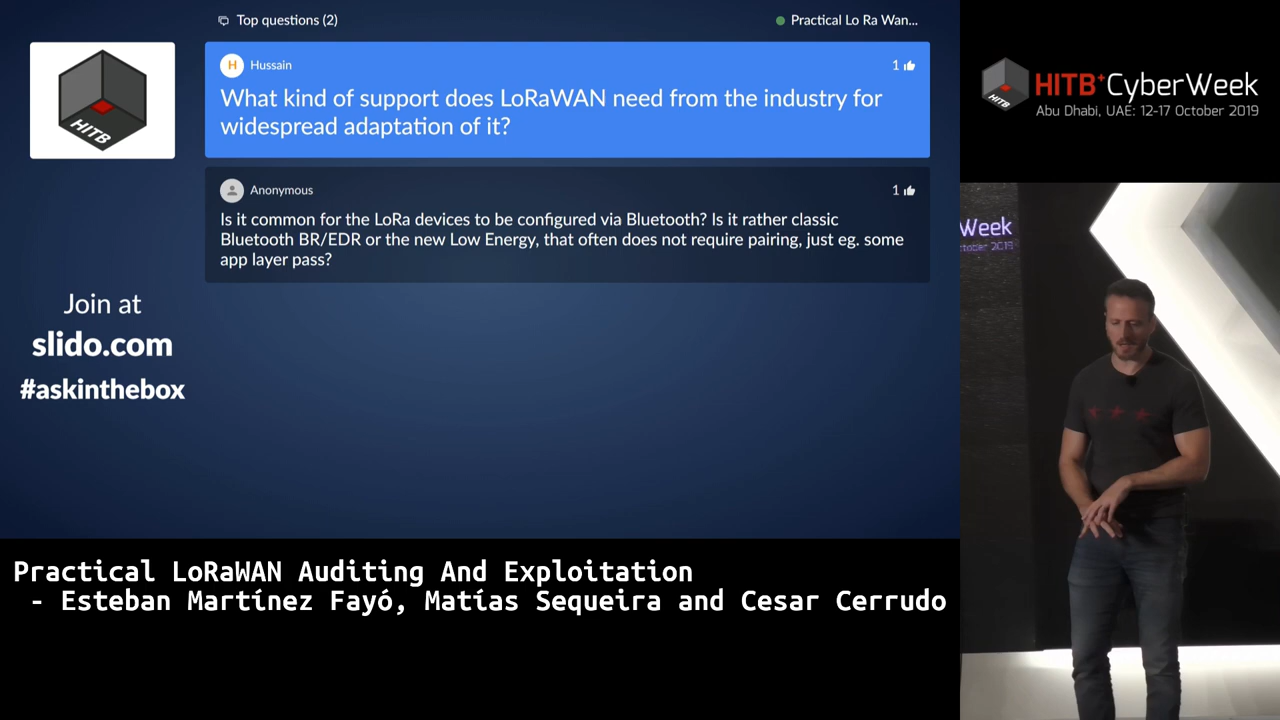 Top questions (2)
Practical Lo Ra Wan...
HITB
H Hussain
1
What kind of support does LoRaWAN need from the industry for
widespread adaptation of it?
Anonymous
1
Is it common for the LoRa devices to be configured via Bluetooth? Is it rather classic
Bluetooth BR/EDR or the new Low Energy, that often does not require pairing, just eg. some
app layer pass?
Join at
slido.com
#askinthebox
HITB
HITB+CyberWeek
Abu Dhabi, UAE: 12-17 October 2019
Week
October 2019
Practical LoRaWAN Auditing And Exploitation
- Esteban Martínez Fayó, Matías Sequeira and Cesar Cerrudo